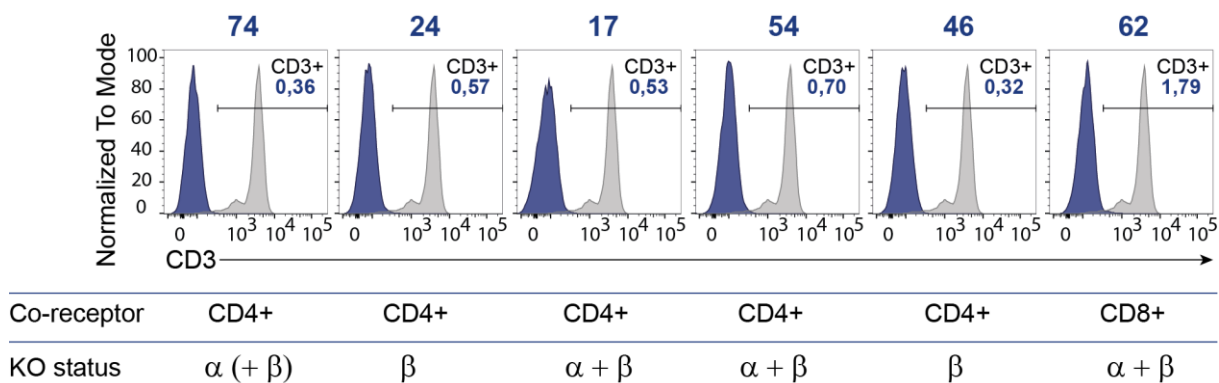 74 24 17 54 46 62
Normalized To Mode
100
80
60
40
20
0
CD3+ 0,36
CD3+ 0,57
CD3+ 0,53
CD3+ 0,70
CD3+ 0,32
CD3+ 1,79
0 10³ 10⁴ 10⁵ 0 10³ 10⁴ 10⁵ 0 10³ 10⁴ 10⁵ 0 10³ 10⁴ 10⁵ 0 10³ 10⁴ 10⁵ 0 10³ 10⁴ 10⁵
CD3
Co-receptor CD4+ CD4+ CD4+ CD4+ CD4+ CD8+
KO status α (+ β) β α + β α + β β α + β